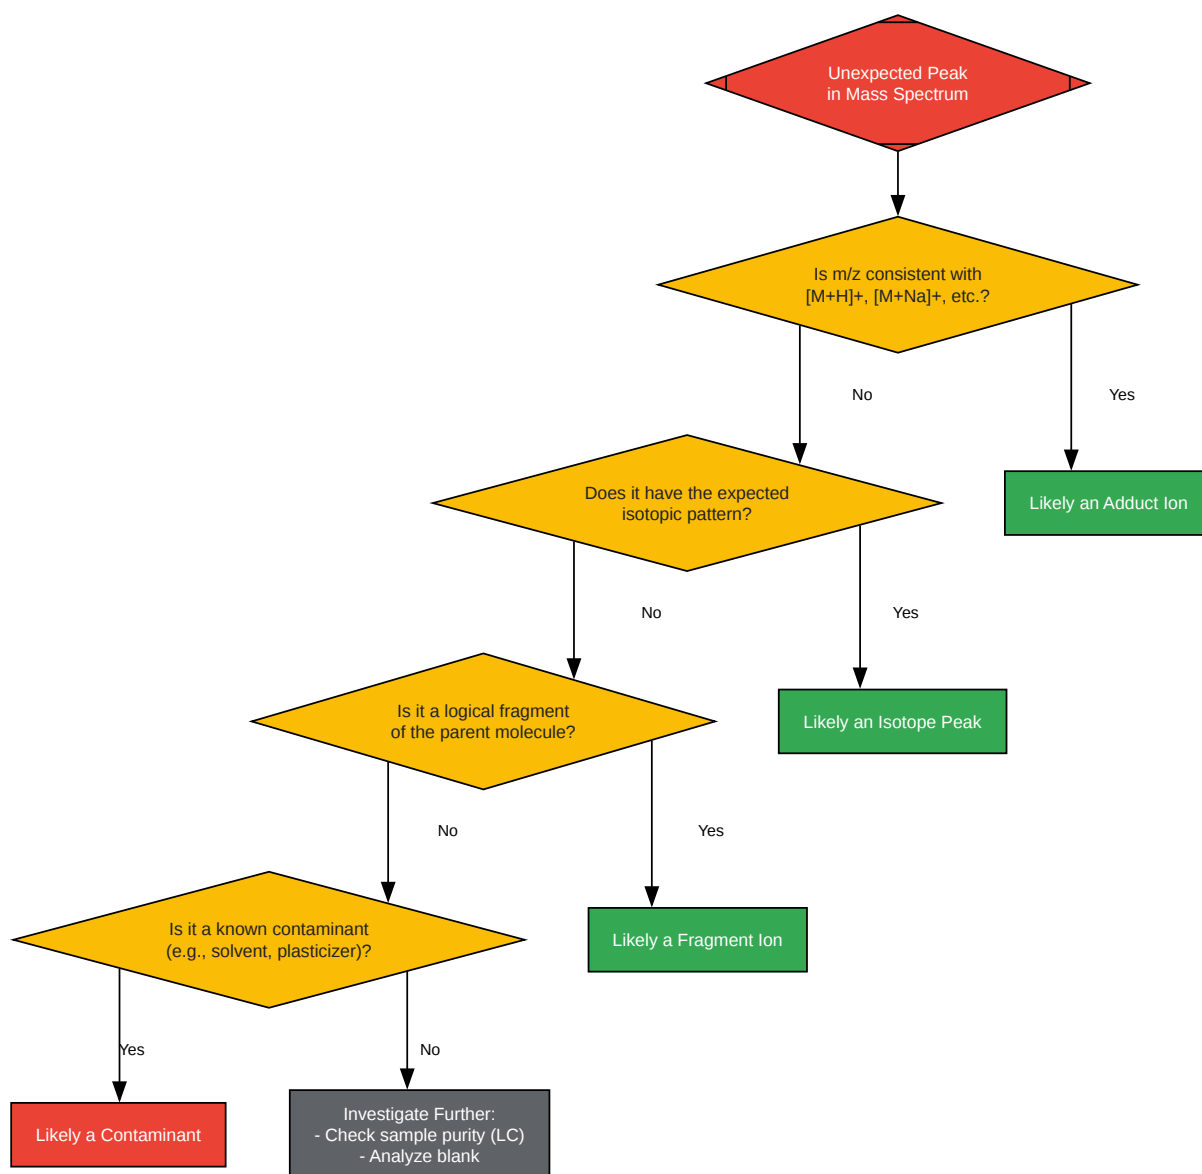 Unexpected Peak
in Mass Spectrum
Is m/z consistent with
[M+H]+, [M+Na]+, etc.?
No
Yes
Does it have the expected
isotopic pattern?
Likely an Adduct Ion
No
Yes
Is it a logical fragment
of the parent molecule?
Likely an Isotope Peak
No
Yes
Is it a known contaminant
(e.g., solvent, plasticizer)?
Likely a Fragment Ion
Yes
No
Likely a Contaminant
Investigate Further:
- Check sample purity (LC)
- Analyze blank